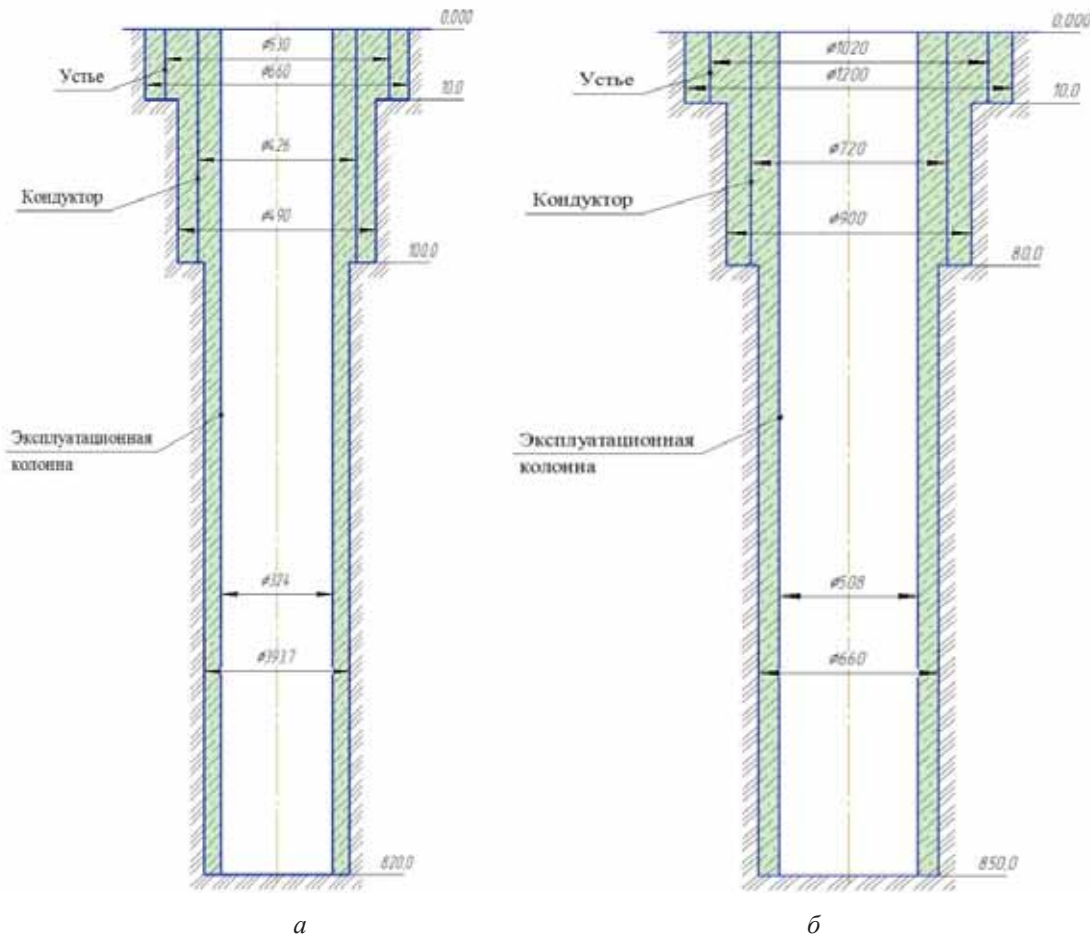 0,000
Устье
ø530
ø660
10,0
ø426
Кондуктор
ø490
100,0
Эксплуатационная
колонна
ø324
ø393,7
820,0
а
0,000
Устье
ø1020
ø1200
10,0
ø720
Кондуктор
ø900
80,0
Эксплуатационная
колонна
ø508
ø660
850,0
б